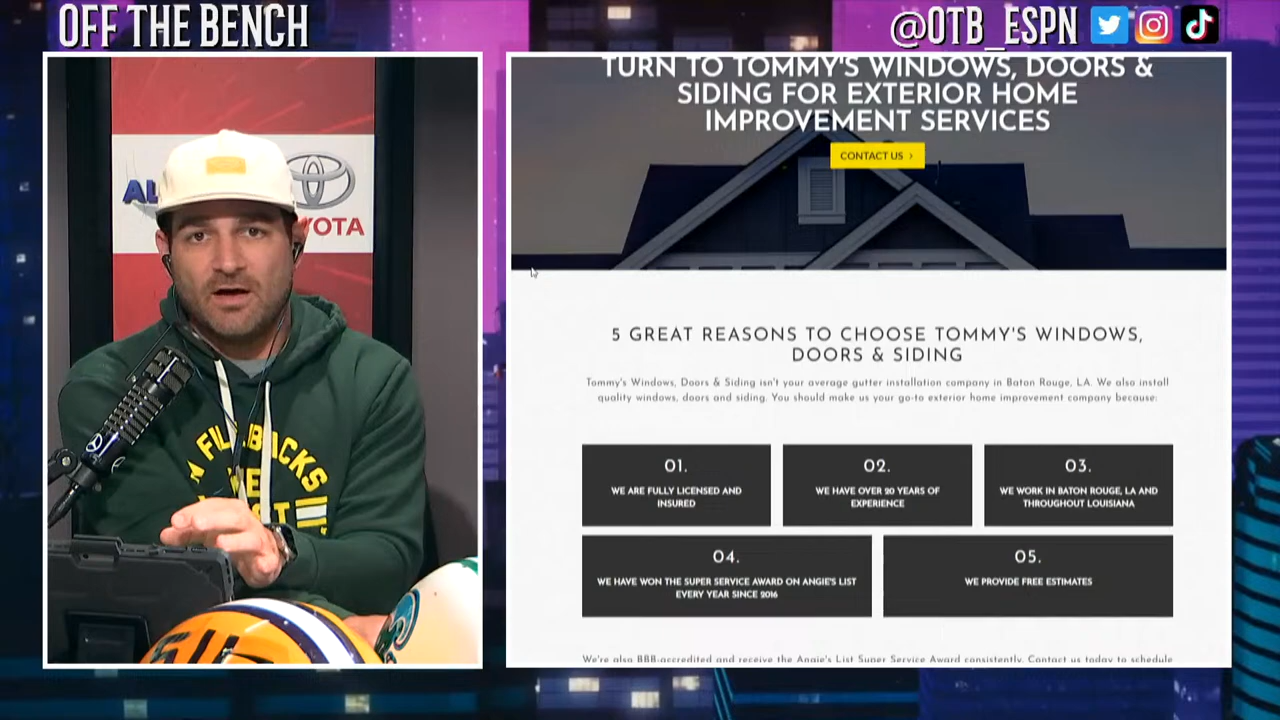 OFF THE BENCH
@OTB_ESPN
TOYOTA
FULLBACKS
WE
TURN TO TOMMY'S WINDOWS, DOORS &
SIDING FOR EXTERIOR HOME
IMPROVEMENT SERVICES
CONTACT US ›
5 GREAT REASONS TO CHOOSE TOMMY'S WINDOWS,
DOORS & SIDING
Tommy's Windows, Doors & Siding isn't your average gutter installation company in Baton Rouge, LA. We also install
quality windows, doors and siding. You should make us your go-to exterior home improvement company because:
01.
WE ARE FULLY LICENSED AND
INSURED
02.
WE HAVE OVER 20 YEARS OF
EXPERIENCE
03.
WE WORK IN BATON ROUGE, LA AND
THROUGHOUT LOUISIANA
04.
WE HAVE WON THE SUPER SERVICE AWARD ON ANGIE'S LIST
EVERY YEAR SINCE 2016
05.
WE PROVIDE FREE ESTIMATES
We're also BBB-accredited and receive the Angie's List Super Service Award consistently. Contact us today to schedule